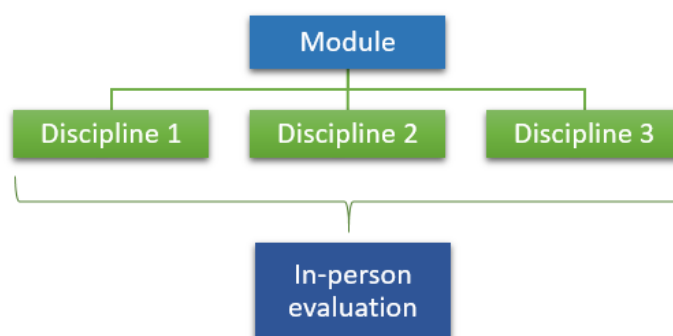 Module
Discipline 1
Discipline 2
Discipline 3
In-person
evaluation